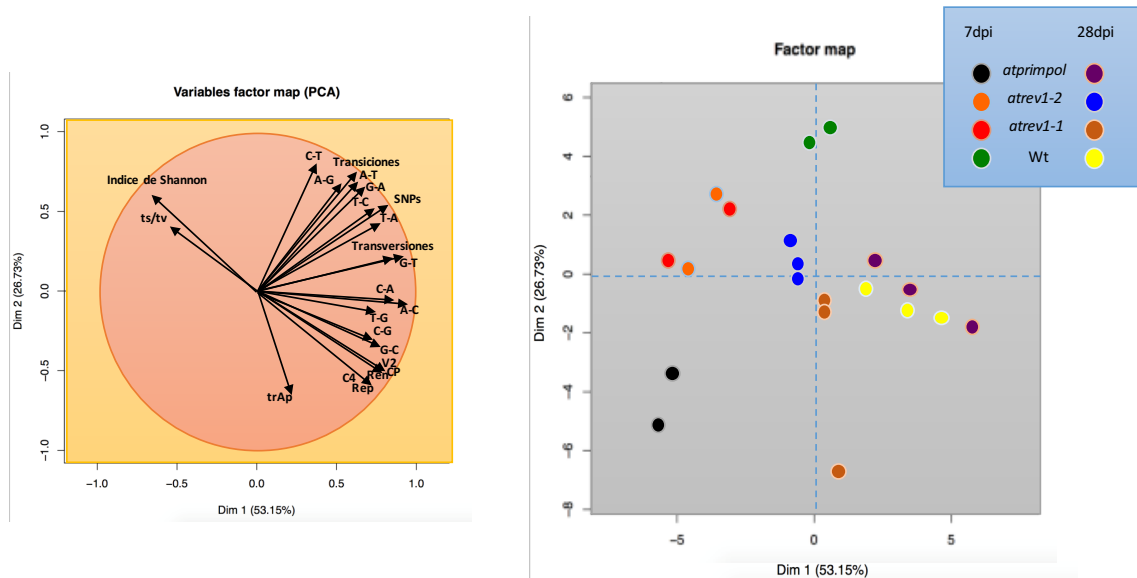 Variables factor map (PCA)
1.0
0.5
0.0
-0.5
-1.0
Dim 2 (26.73%)
C-T
Transiciones
A-G
A-T
G-A
Indice de Shannon
T-C
SNPs
ts/tv
T-A
Transversiones
G-T
C-A
A-C
T-G
C-G
G-C
V2
C4
Ren
CP
Rep
trAp
-1.0 -0.5 0.0 0.5 1.0
Dim 1 (53.15%)
Factor map
6
4
2
0
-2
-4
-6
-8
Dim 2 (26.73%)
-5 0 5
Dim 1 (53.15%)
7dpi 28dpi
atprimpol
atrev1-2
atrev1-1
Wt